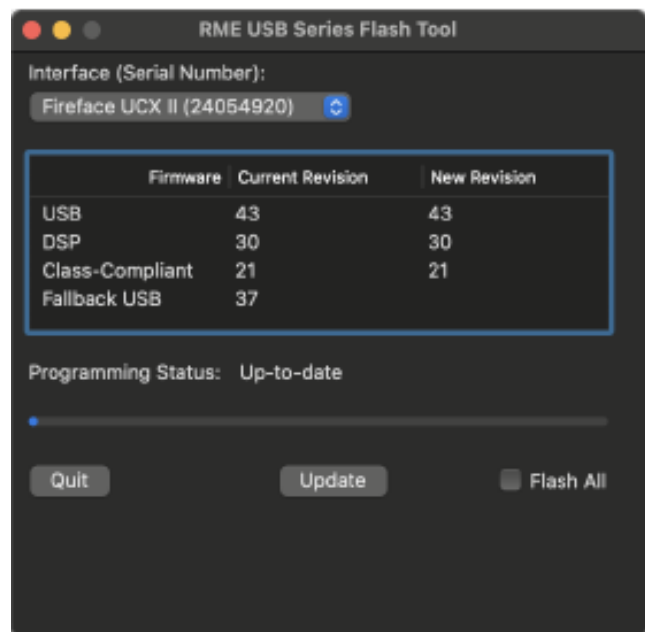 RME USB Series Flash Tool
Interface (Serial Number):
Fireface UCX II (24054920)
Firmware Current Revision New Revision
USB 43 43
DSP 30 30
Class-Compliant 21 21
Fallback USB 37
Programming Status: Up-to-date
Quit Update Flash All